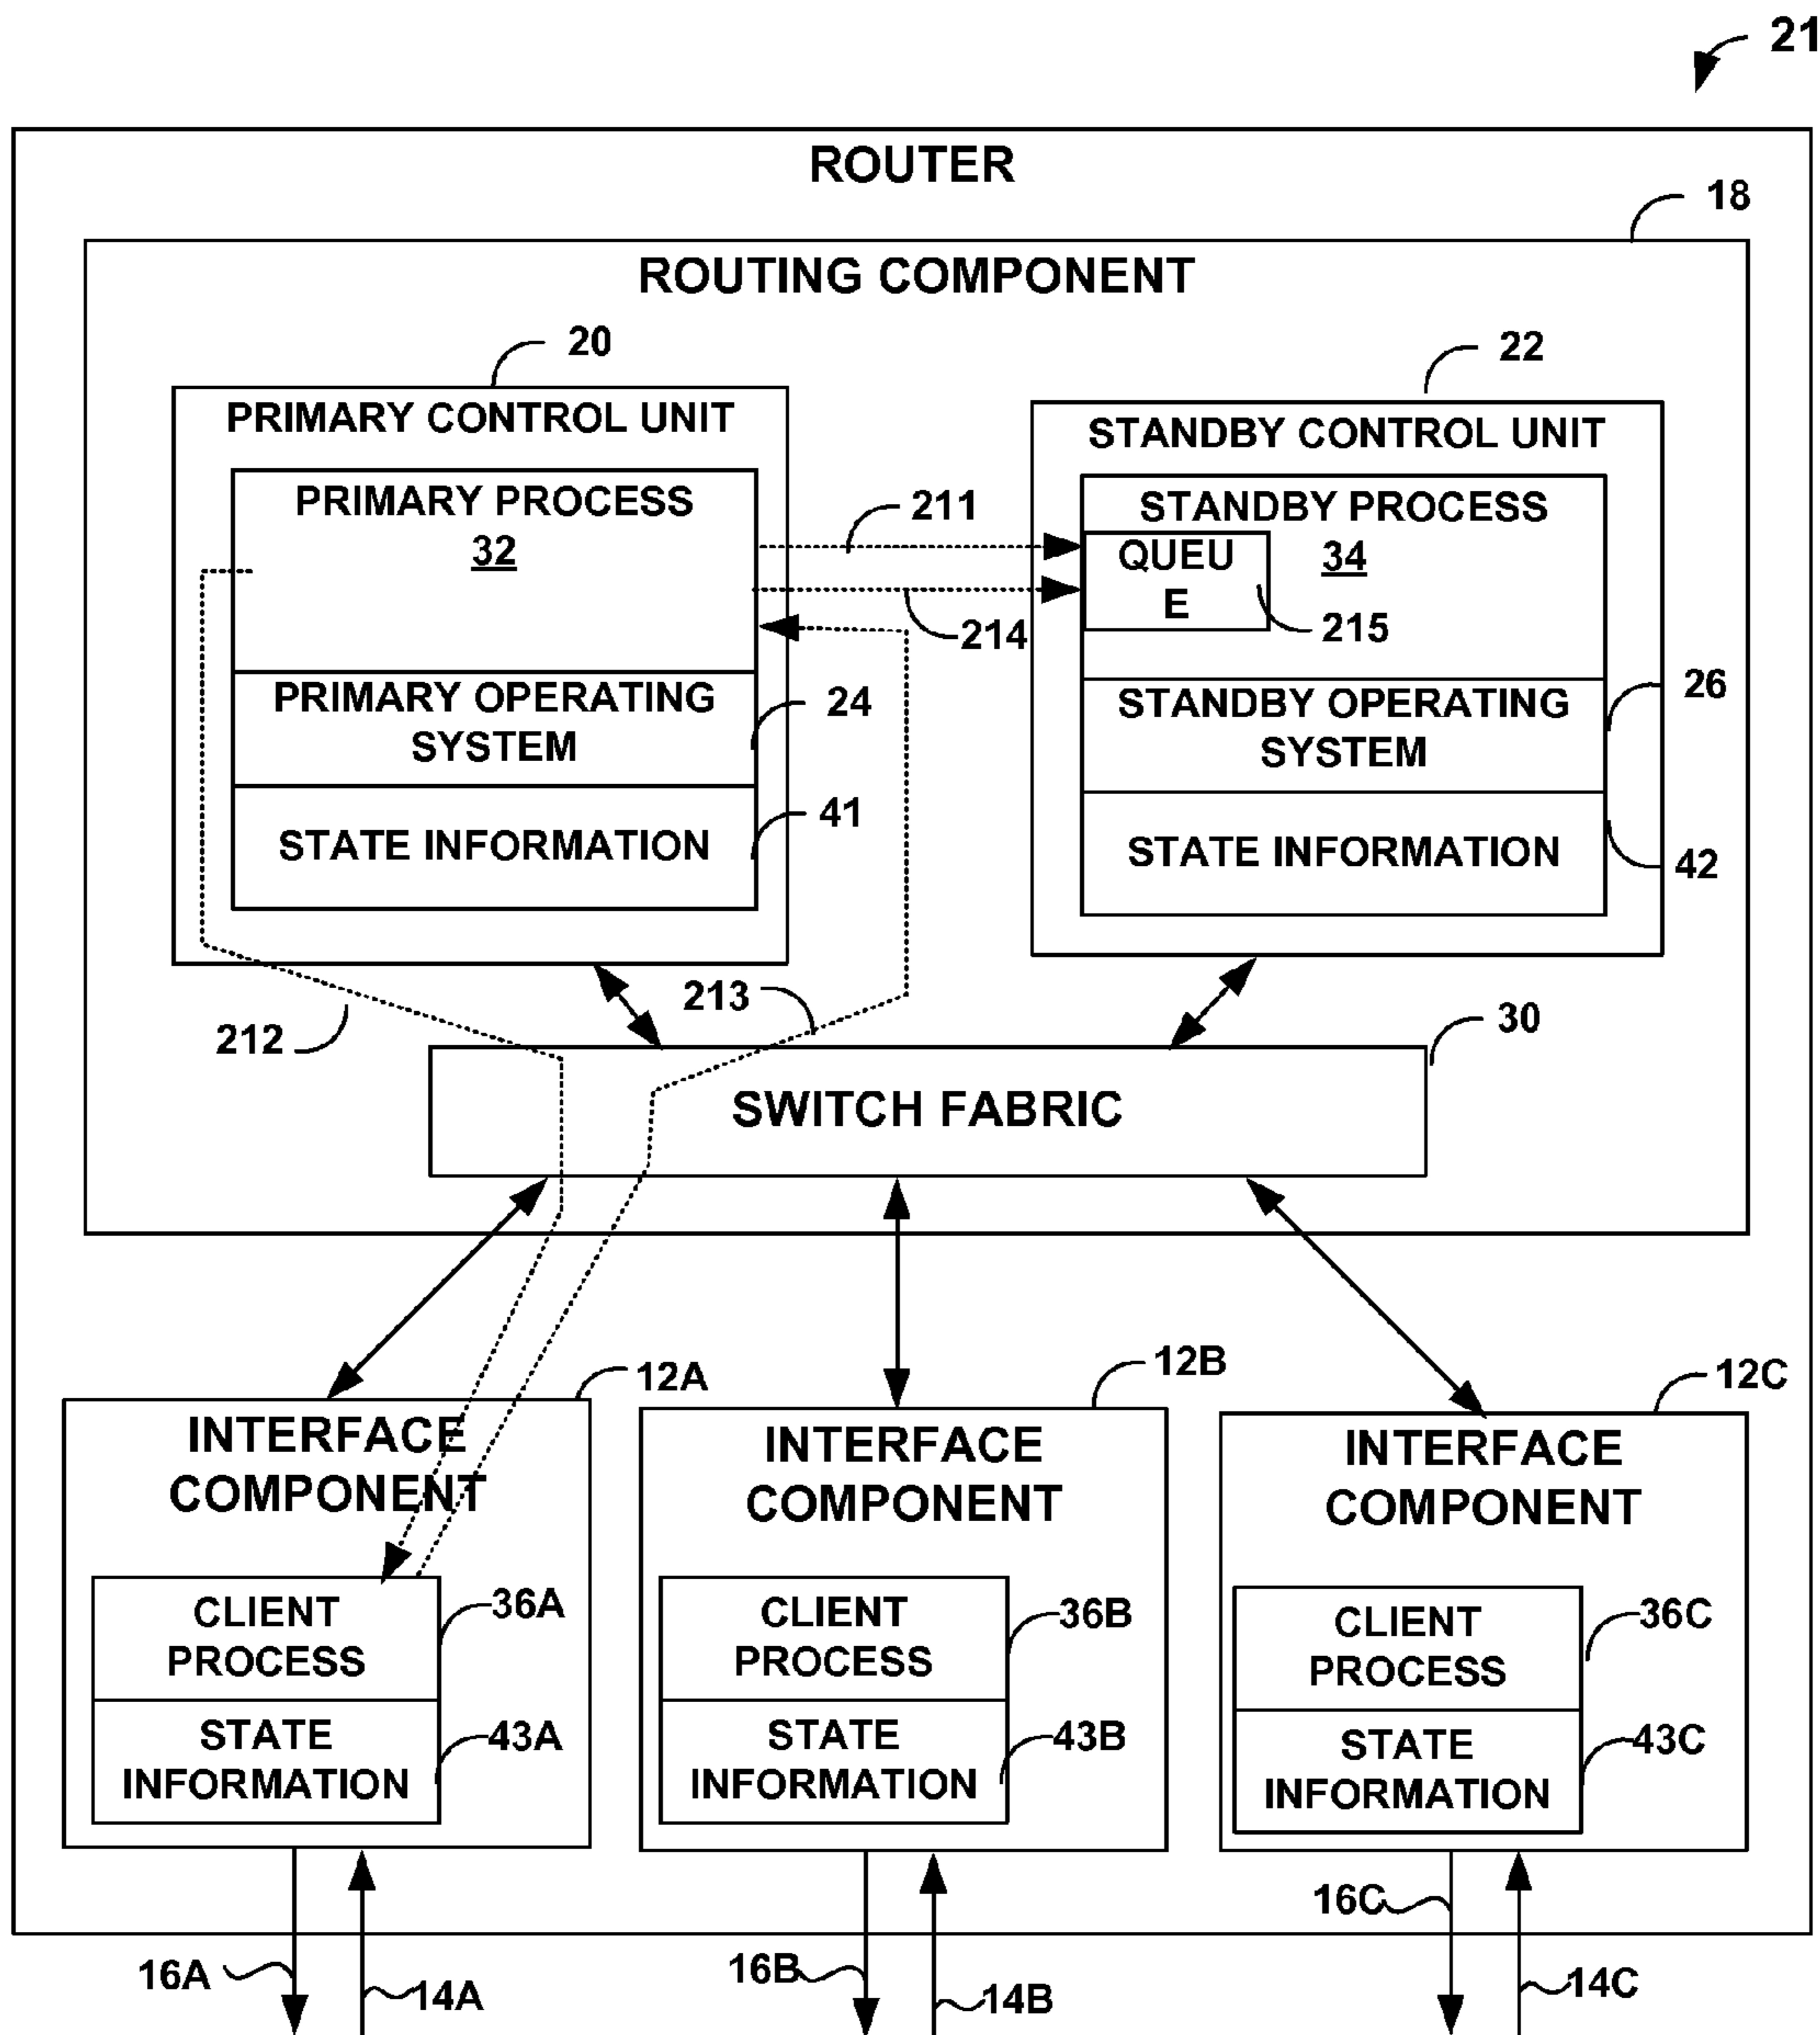 21
ROUTER
18
ROUTING COMPONENT
20
22
PRIMARY CONTROL UNIT
STANDBY CONTROL UNIT
PRIMARY PROCESS
32
STANDBY PROCESS
34
QUEU
E
211
214
215
PRIMARY OPERATING
SYSTEM
24
STANDBY OPERATING
SYSTEM
26
STATE INFORMATION
41
STATE INFORMATION
42
212
213
30
SWITCH FABRIC
12A
12B
12C
INTERFACE
COMPONENT
INTERFACE
COMPONENT
INTERFACE
COMPONENT
CLIENT
PROCESS
36A
CLIENT
PROCESS
36B
CLIENT
PROCESS
36C
STATE
INFORMATION
43A
STATE
INFORMATION
43B
STATE
INFORMATION
43C
16A
14A
16B
14B
16C
14C